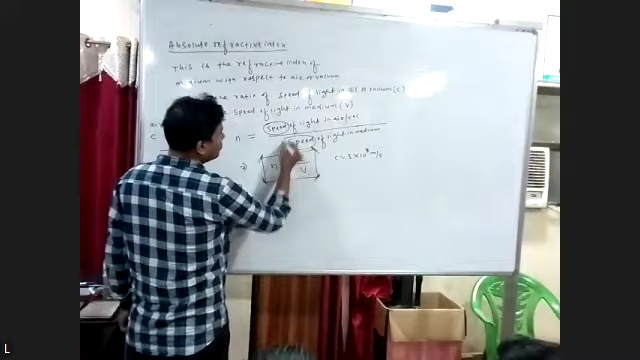 Absolute refractive index
This is the refractive index of
medium with respect to air or vacuum
the ratio of speed of light in air or vacuum (c)
speed of light in medium (V)
n = speed of light in air/vac
speed of light in medium
c
⇒ n = c/V c = 3×10⁸ m/s
L